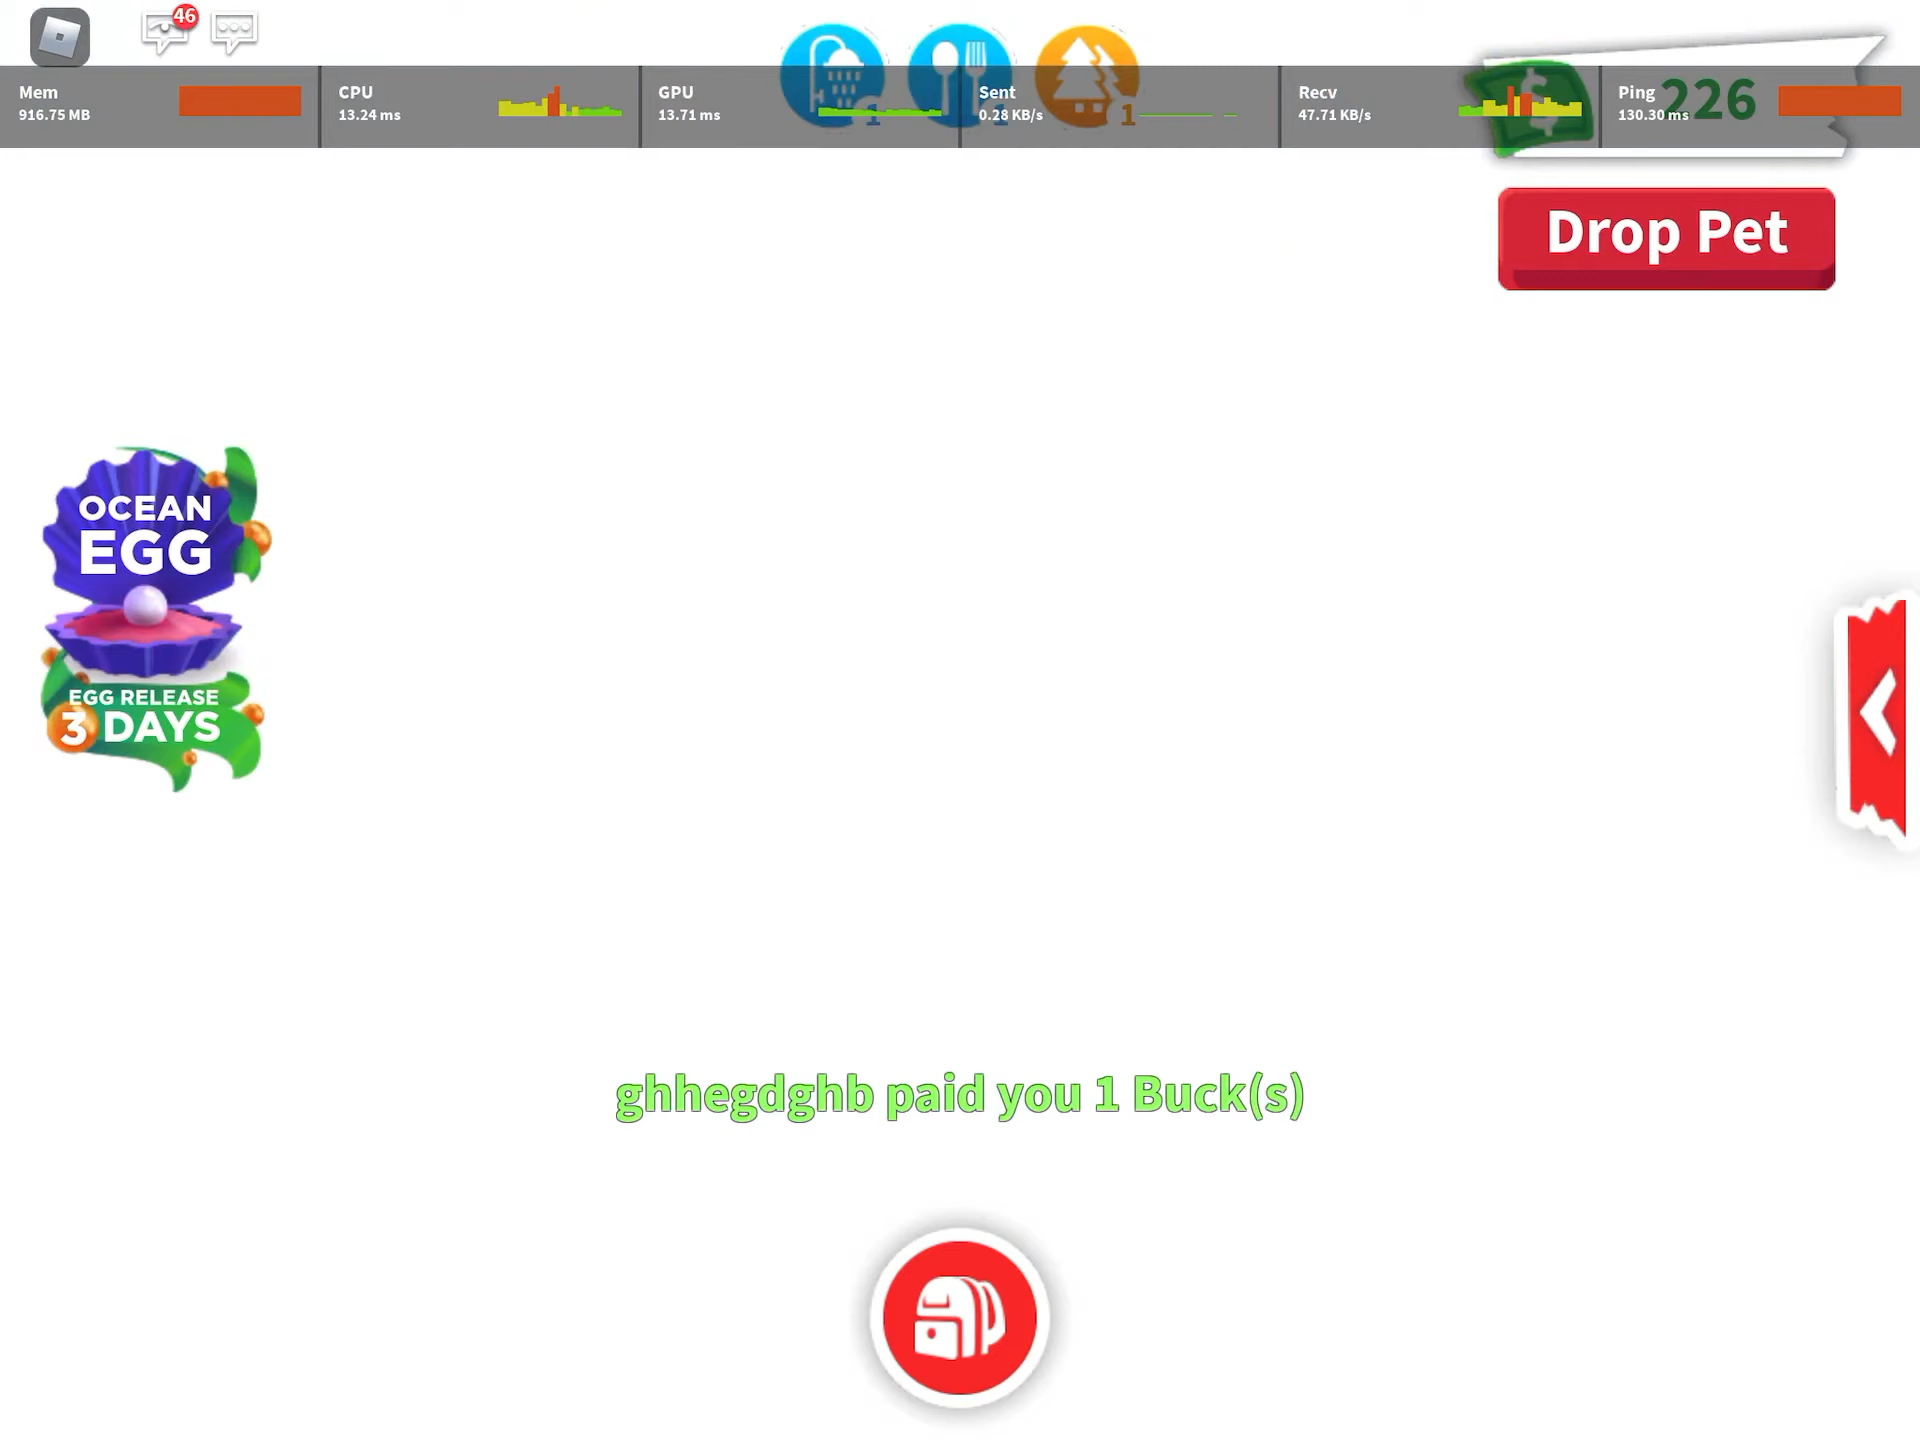 46
Mem
916.75 MB
CPU
13.24 ms
GPU
13.71 ms
1
1
Sent
0.28 KB/s
1
Recv
47.71 KB/s
Ping
130.30 ms
226
Drop Pet
OCEAN
EGG
EGG RELEASE
3 DAYS
ghhegdghb paid you 1 Buck(s)